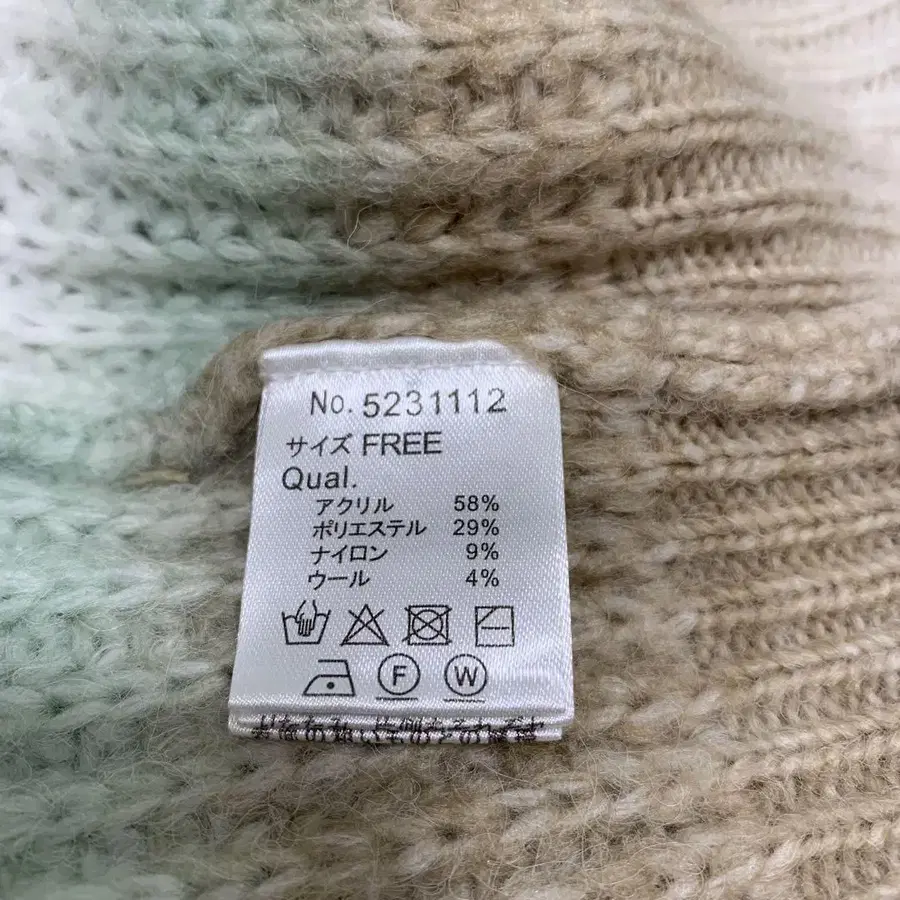 No. 5231112
サイズ FREE
Qual.
アクリル 58%
ポリエステル 29%
ナイロン 9%
ウール 4%
F W